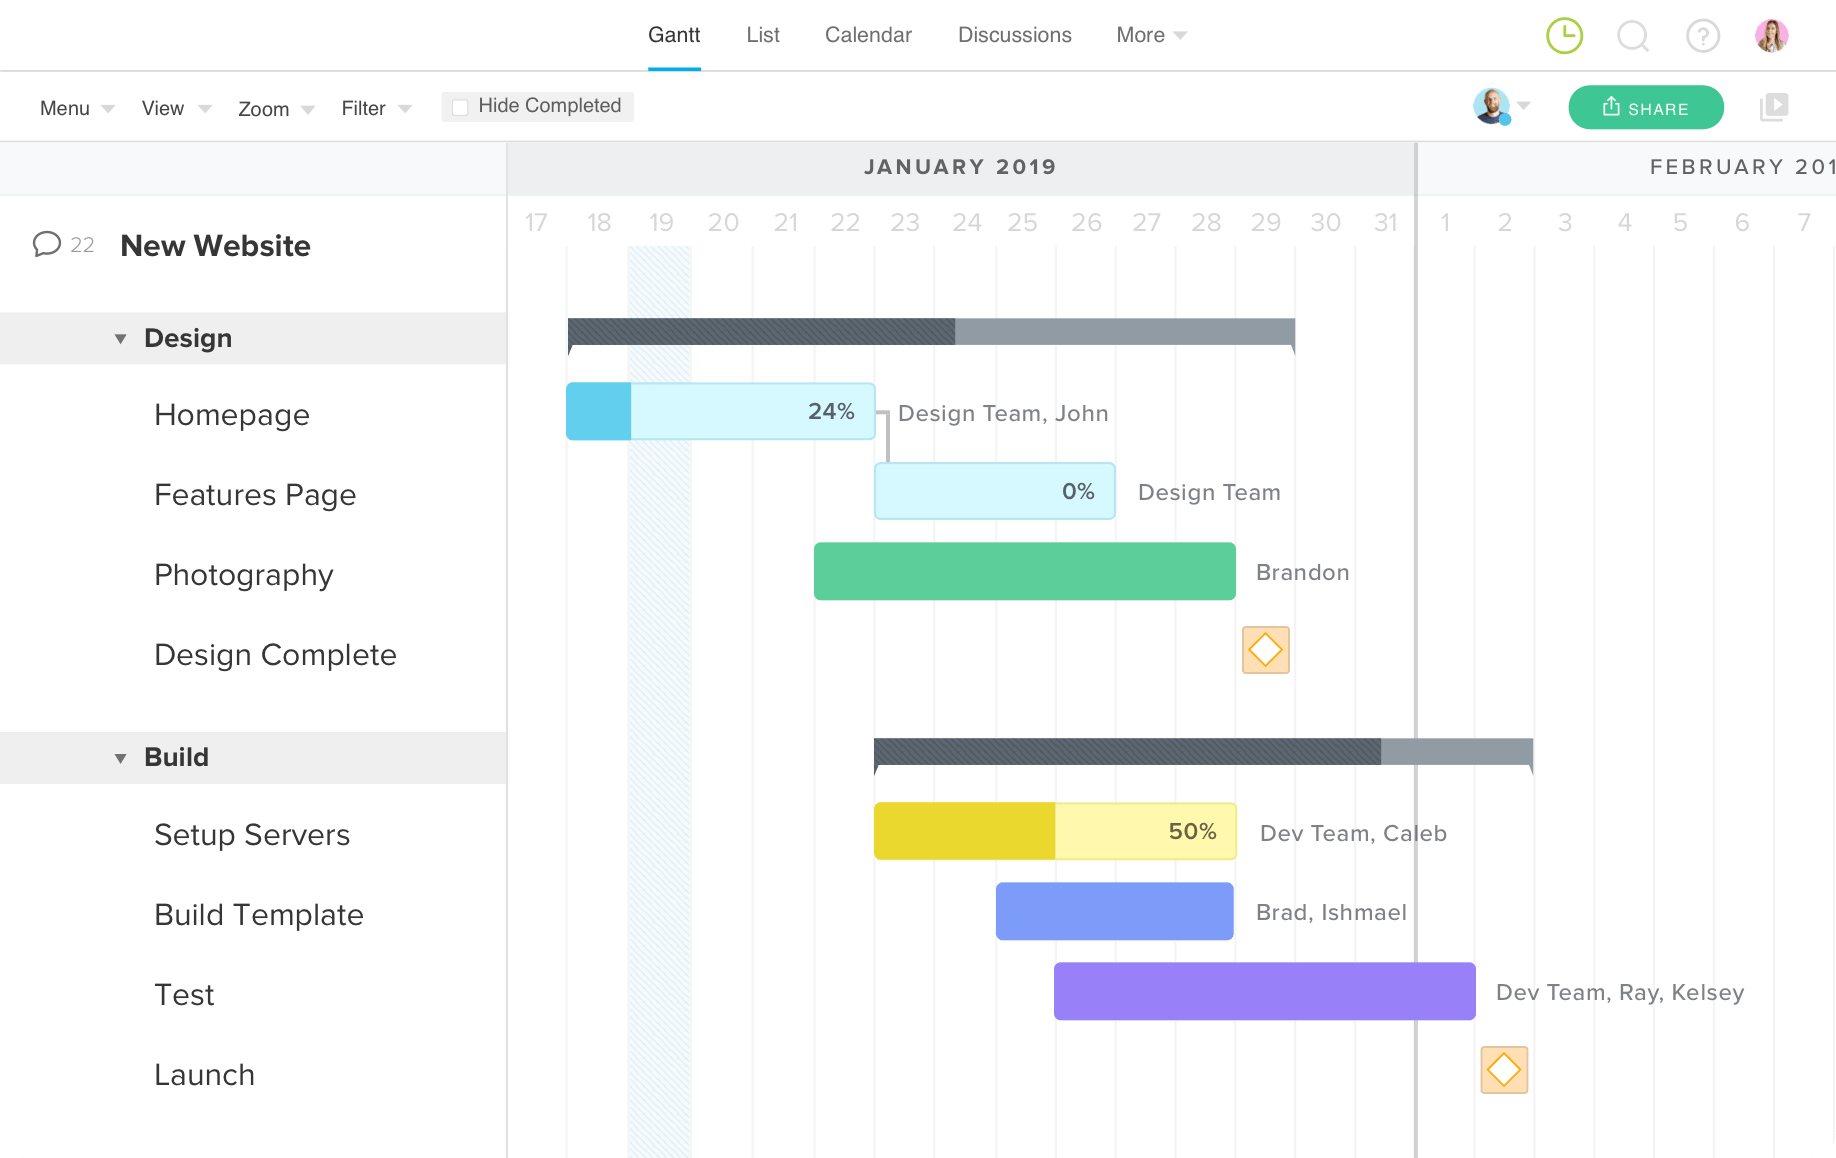 Gantt List Calendar Discussions More
Menu View Zoom Filter Hide Completed SHARE
JANUARY 2019 FEBRUARY 201
17 18 19 20 21 22 23 24 25 26 27 28 29 30 31 1 2 3 4 5 6 7
22 New Website
Design
Homepage 24% Design Team, John
Features Page 0% Design Team
Photography Brandon
Design Complete
Build
Setup Servers 50% Dev Team, Caleb
Build Template Brad, Ishmael
Test Dev Team, Ray, Kelsey
Launch